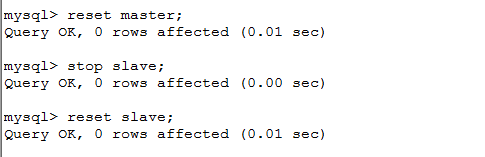 mysql> reset master;
Query OK, 0 rows affected (0.01 sec)
mysql> stop slave;
Query OK, 0 rows affected (0.00 sec)
mysql> reset slave;
Query OK, 0 rows affected (0.01 sec)